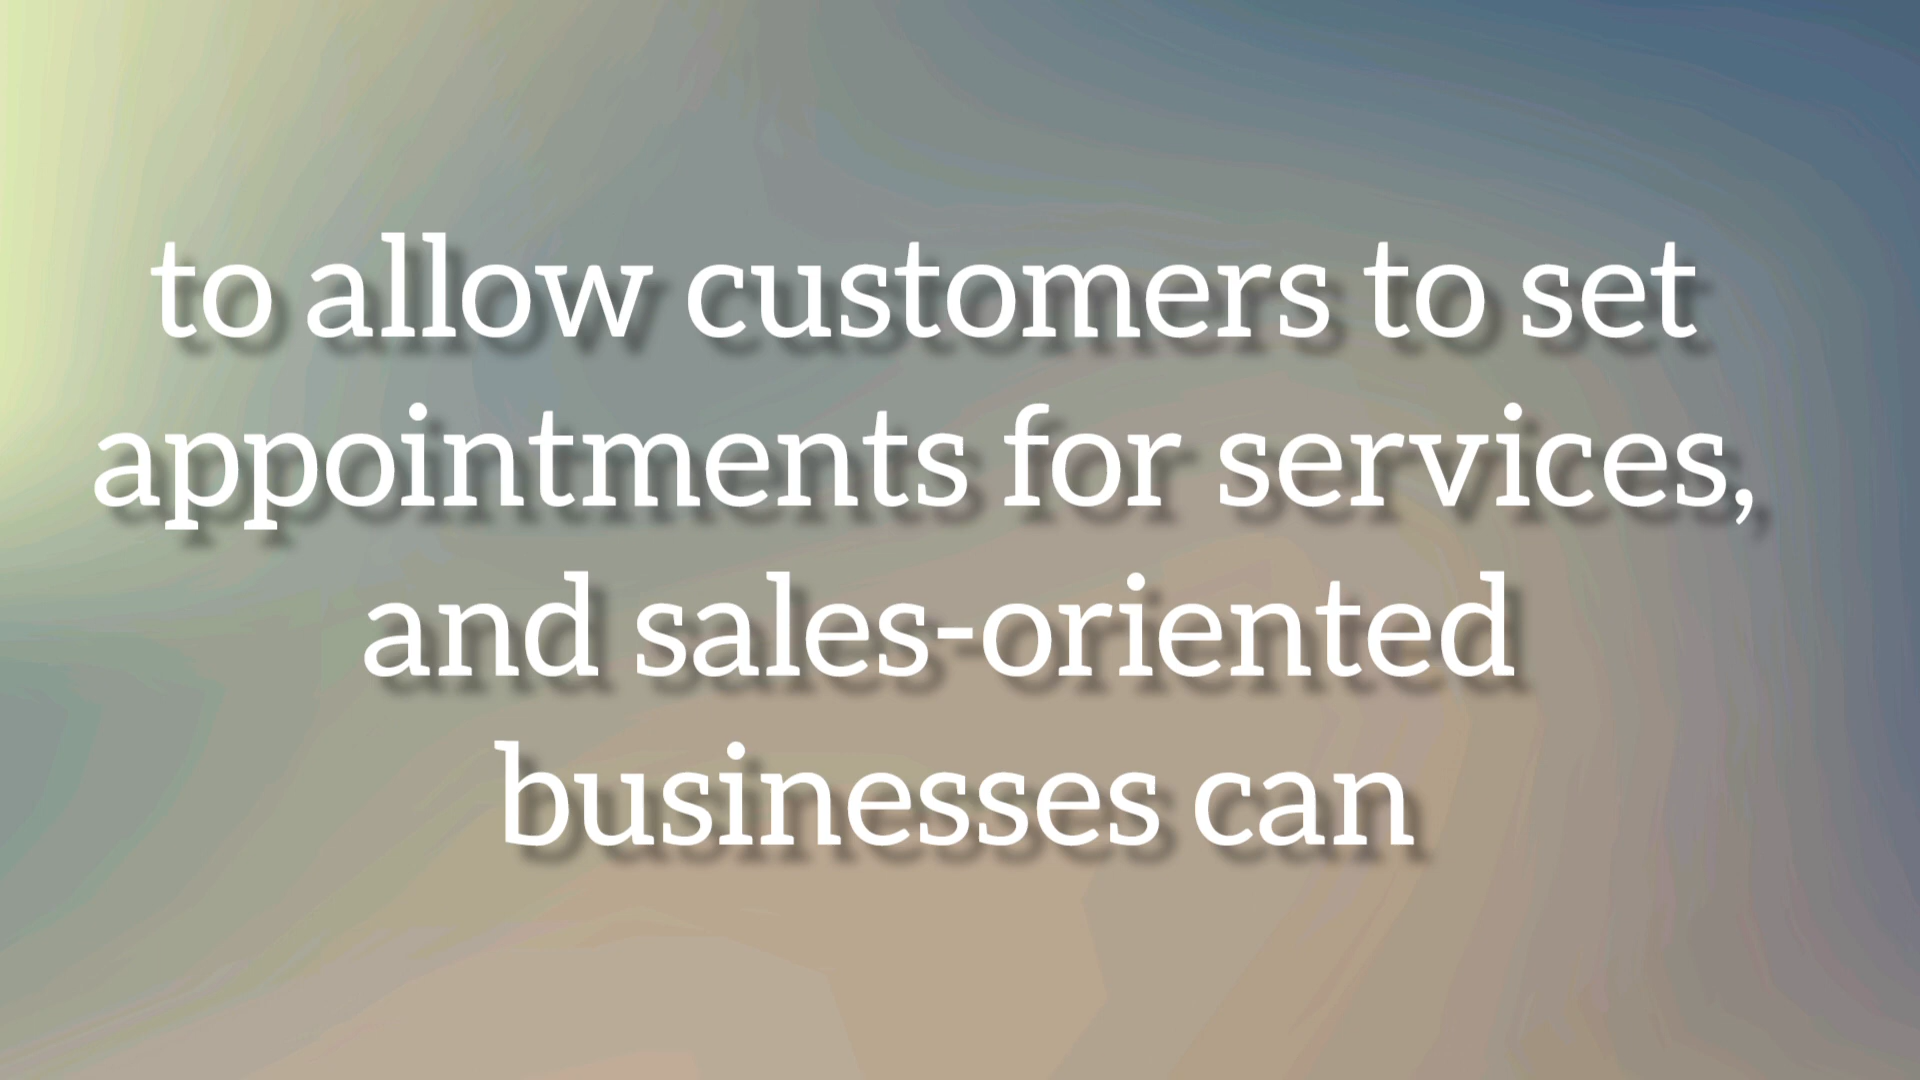 to allow customers to set
appointments for services,
and sales-oriented
businesses can